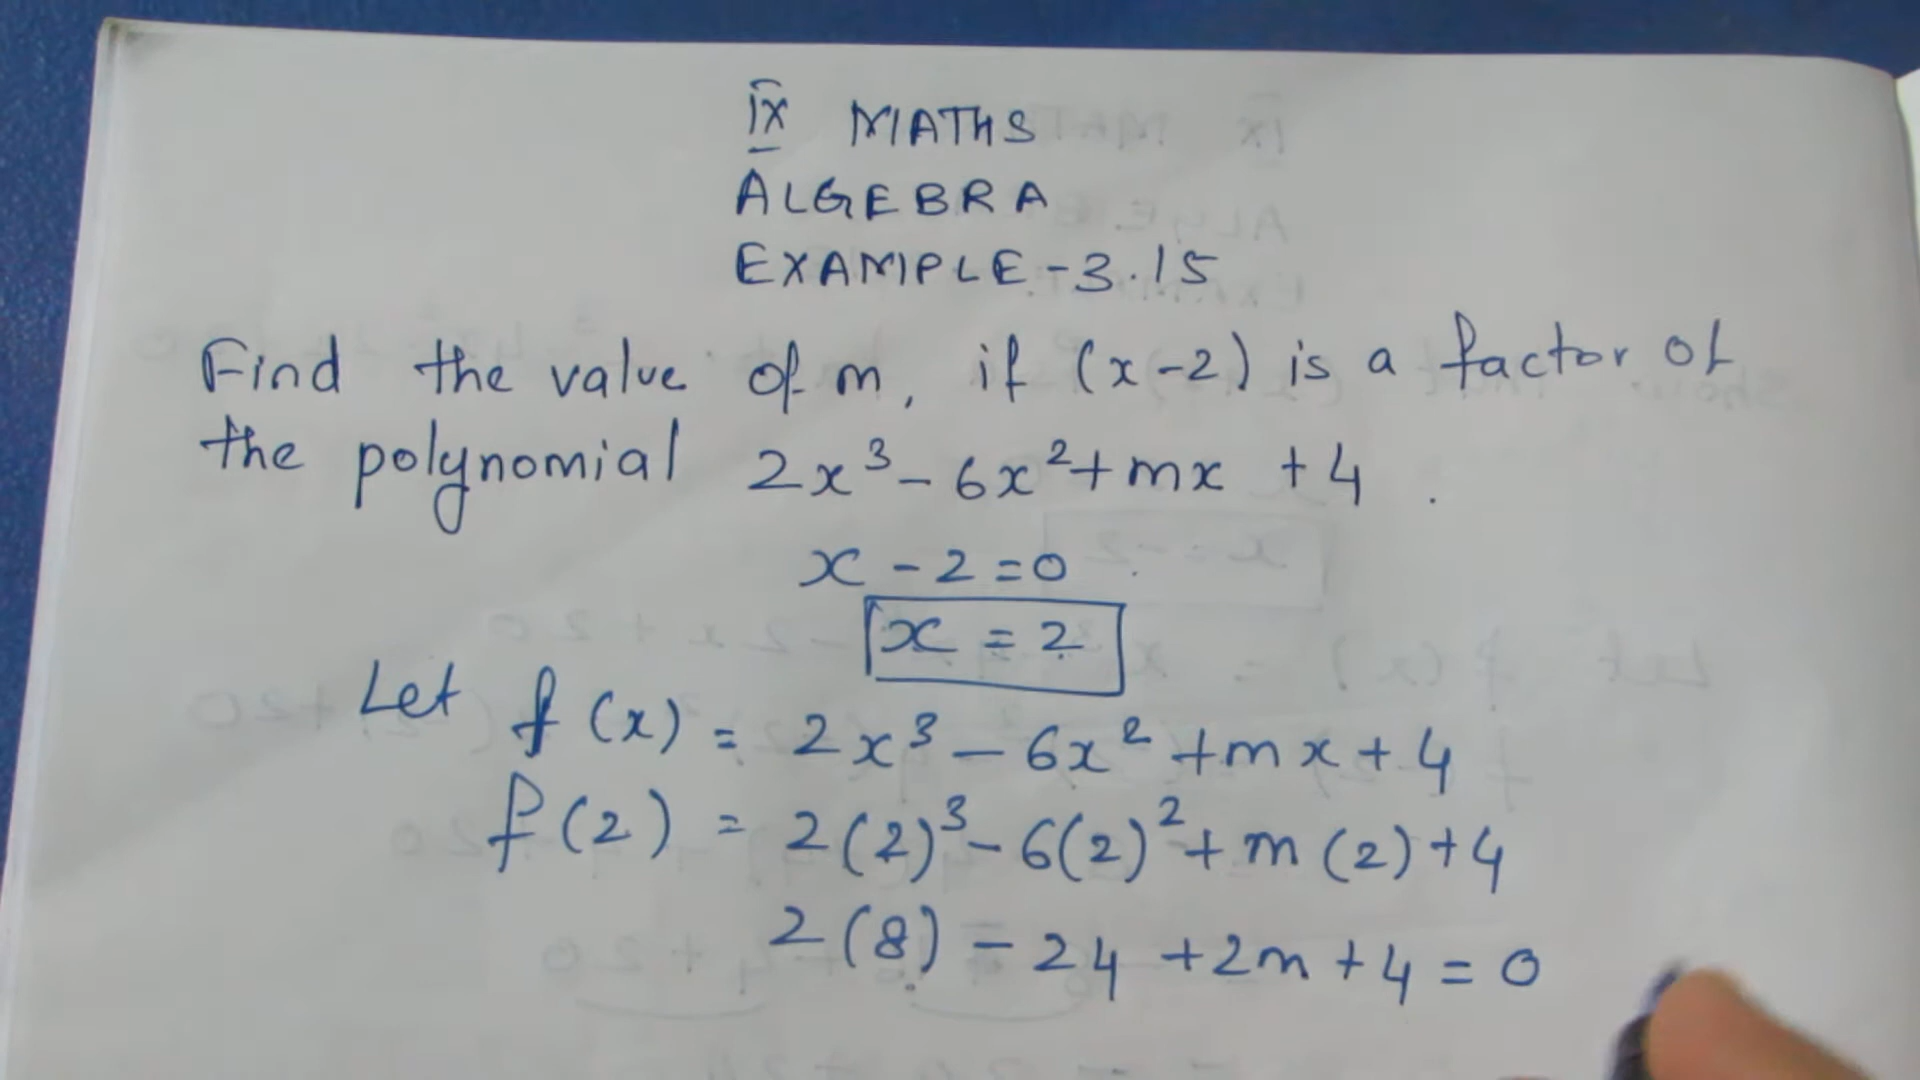 IX MATHS
ALGEBRA
EXAMPLE-3.15
Find the value of m, if (x-2) is a factor of
the polynomial 2x³-6x²+mx +4.
x-2=0
x=2
Let f(x) = 2x³-6x²+mx+4
f(2) = 2(2)³-6(2)²+m(2)+4
2(8)-24+2m+4=0